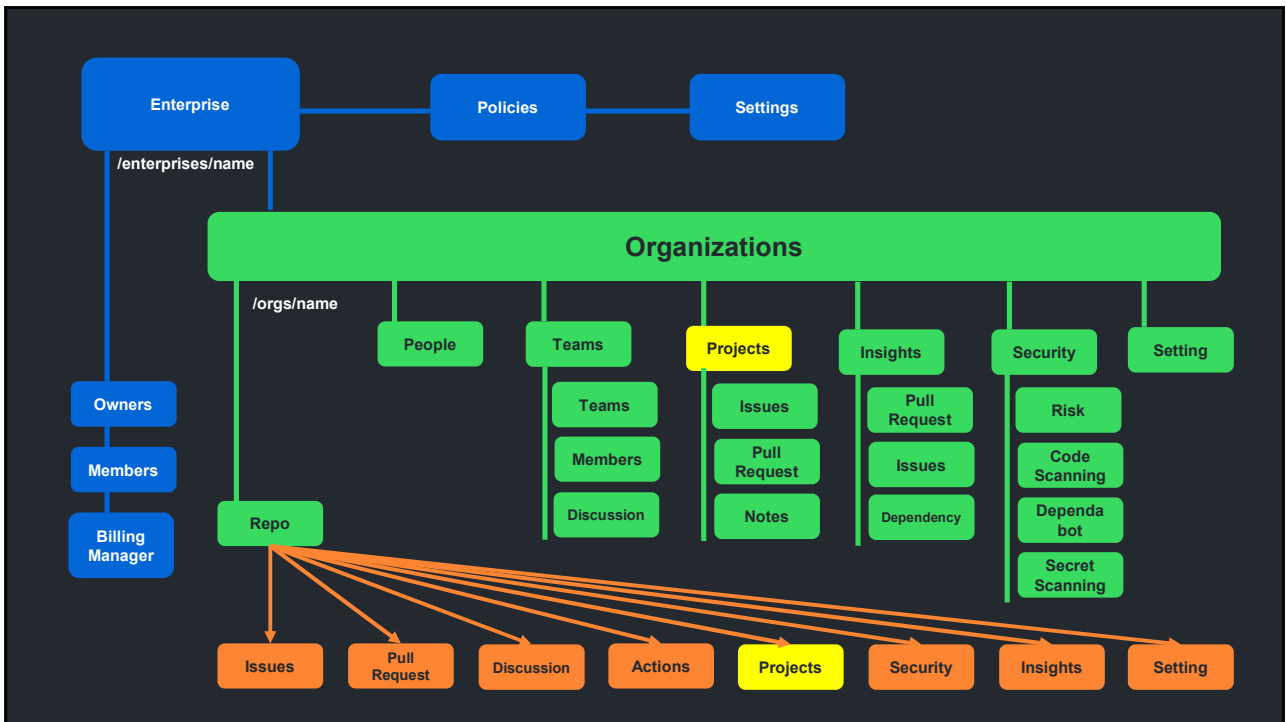 Enterprise
Policies
Settings
/enterprises/name
Organizations
/orgs/name
People
Teams
Projects
Insights
Security
Setting
Owners
Members
Billing
Manager
Teams
Members
Discussion
Issues
Pull
Request
Notes
Pull
Request
Issues
Dependency
Risk
Code
Scanning
Dependa
bot
Secret
Scanning
Repo
Issues
Pull
Request
Discussion
Actions
Projects
Security
Insights
Setting